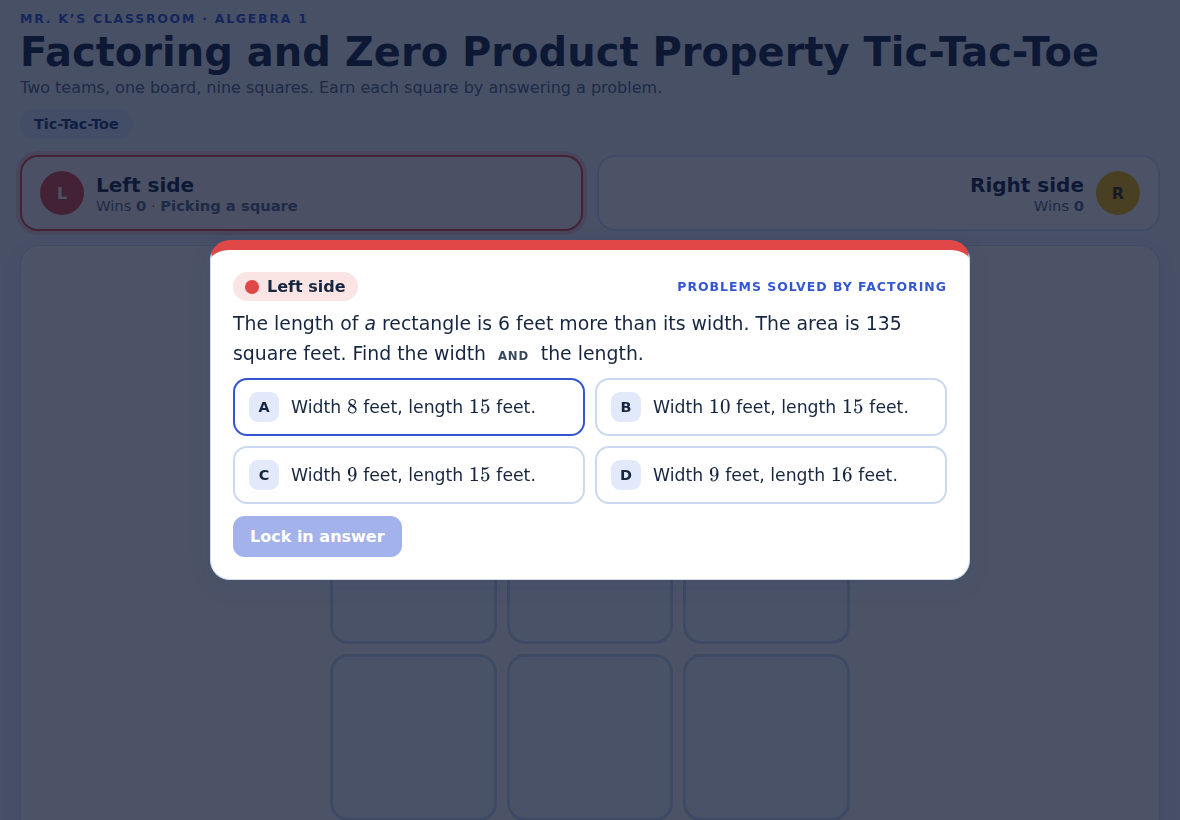 MR. K’S CLASSROOM · ALGEBRA 1
Factoring and Zero Product Property Tic-Tac-Toe
Two teams, one board, nine squares. Earn each square by answering a problem.
Tic-Tac-Toe
L
Left side
Wins 0 · Picking a square
Right side
Wins 0
R
Left side
PROBLEMS SOLVED BY FACTORING
The length of a rectangle is 6 feet more than its width. The area is 135
square feet. Find the width AND the length.
A Width 8 feet, length 15 feet.
B Width 10 feet, length 15 feet.
C Width 9 feet, length 15 feet.
D Width 9 feet, length 16 feet.
Lock in answer